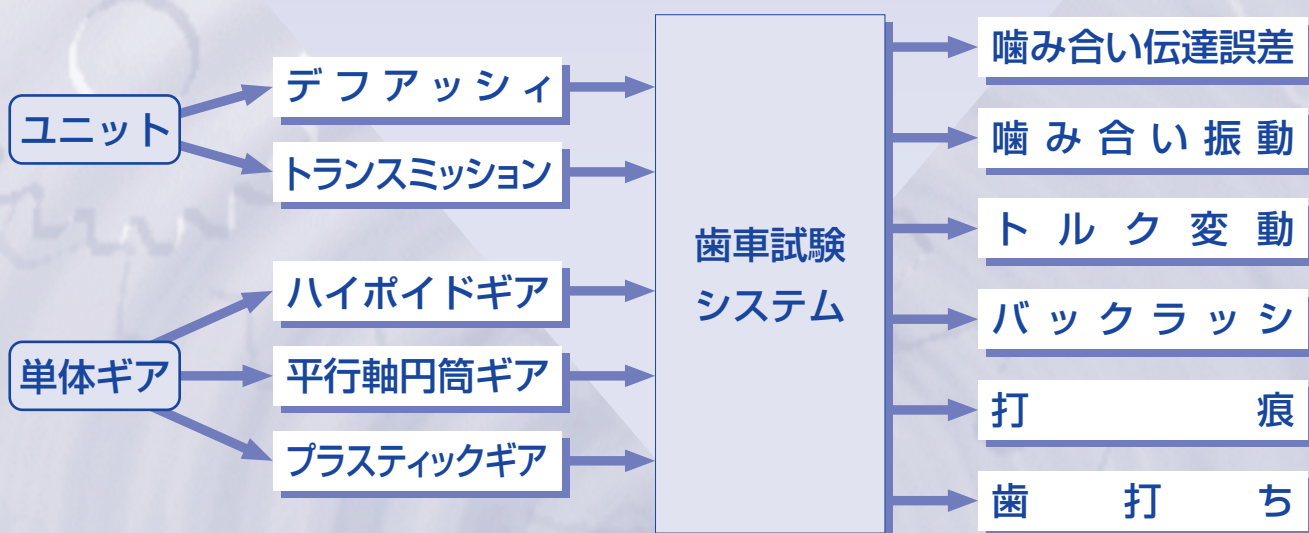 ユニット
デファッシィ
トランスミッション
単体ギア
ハイポイドギア
平行軸円筒ギア
プラスティックギア
歯車試験
システム
噛み合い伝達誤差
噛み合い振動
トルク変動
バックラッシ
打痕
歯打ち